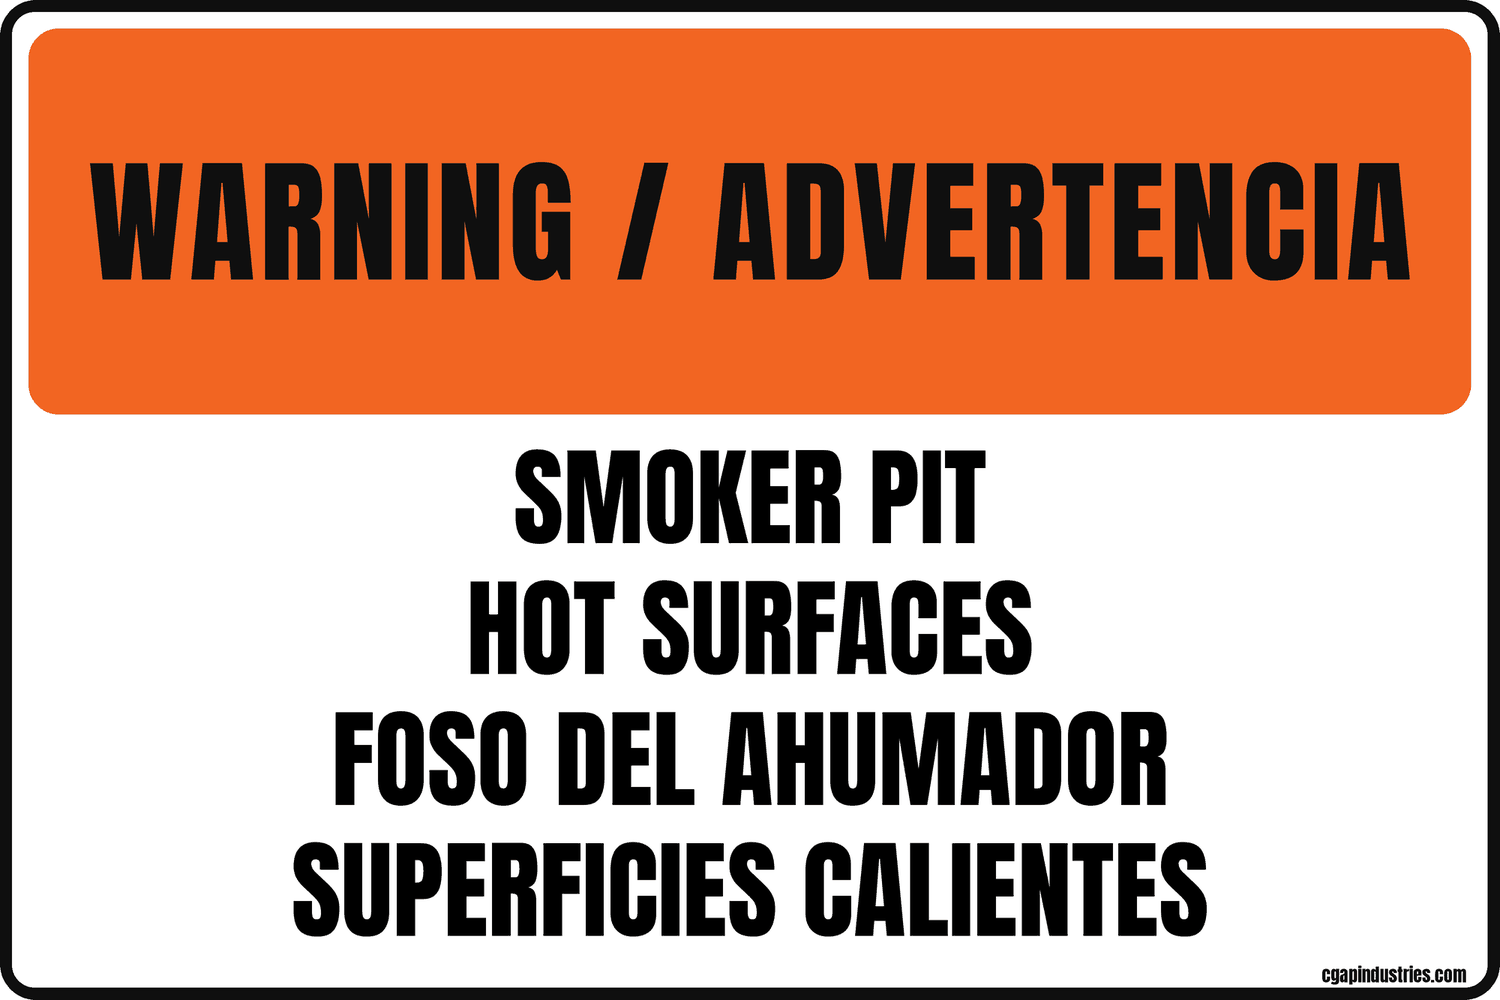 WARNING / ADVERTENCIA
SMOKER PIT
HOT SURFACES
FOSO DEL AHUMADOR
SUPERFICIES CALIENTES
cgapindustries.com